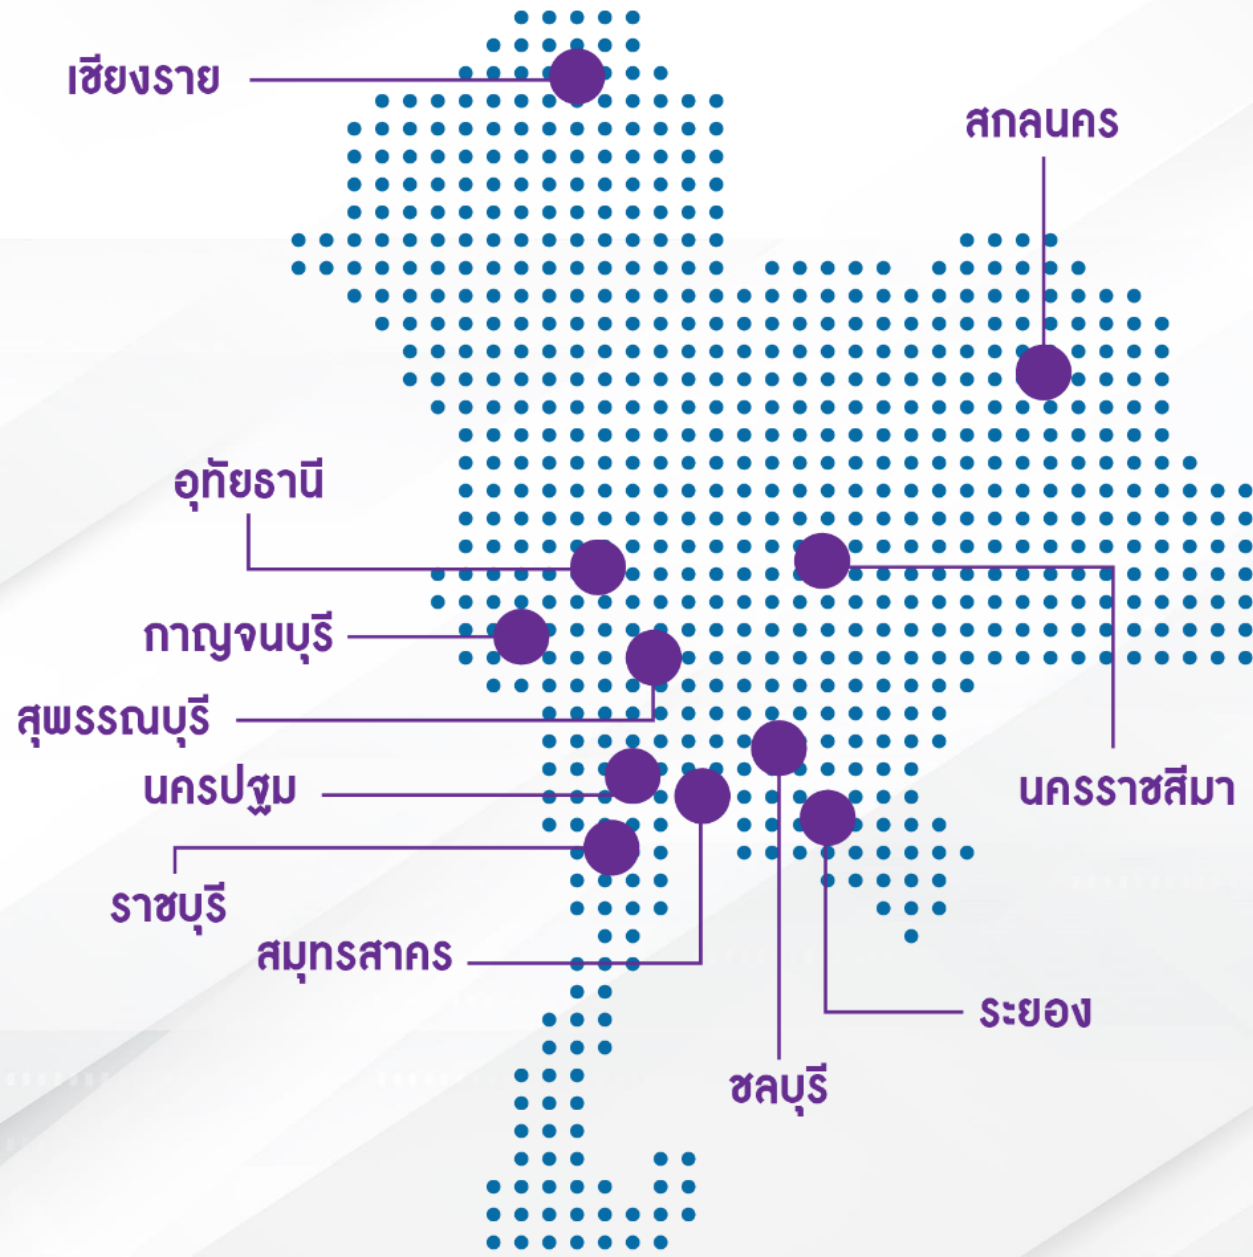 เชียงราย
สกลนคร
อุทัยธานี
กาญจนบุรี
สุพรรณบุรี
นครปฐม
นครราชสีมา
ราชบุรี
สมุทรสาคร
ระยอง
ชลบุรี